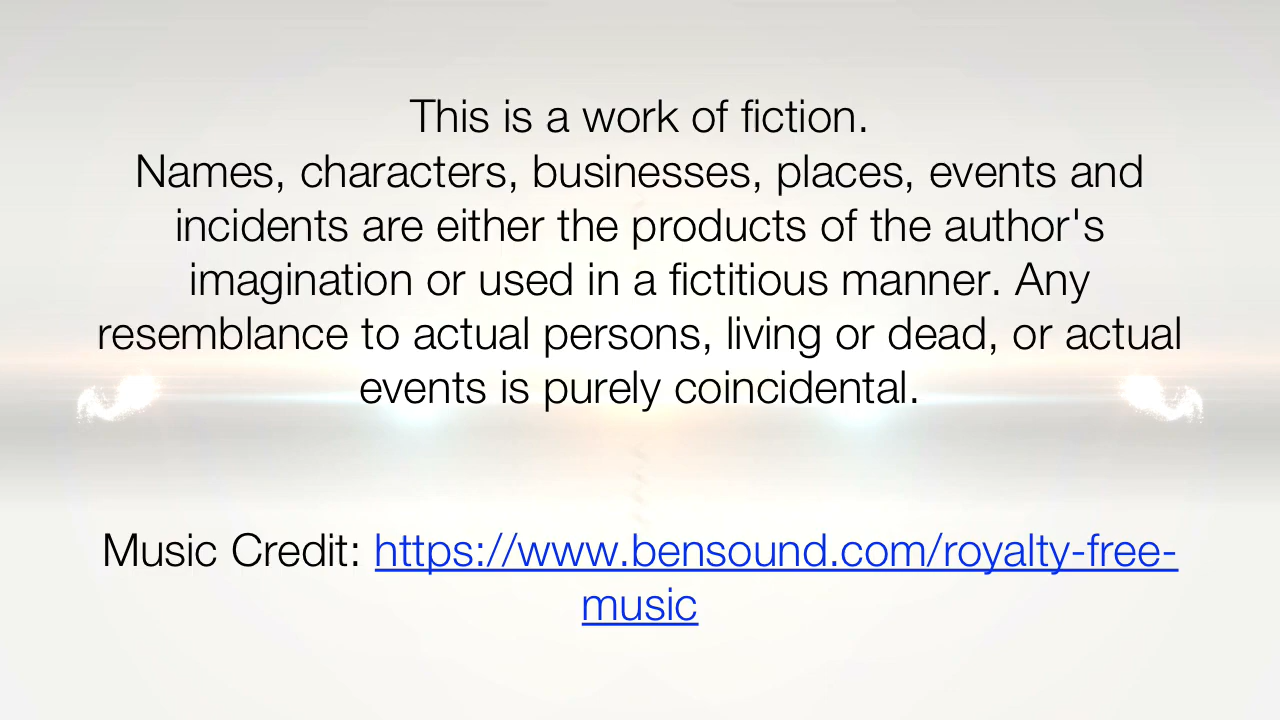 This is a work of fiction.
Names, characters, businesses, places, events and
incidents are either the products of the author's
imagination or used in a fictitious manner. Any
resemblance to actual persons, living or dead, or actual
events is purely coincidental.
Music Credit: https://www.bensound.com/royalty-free-
music